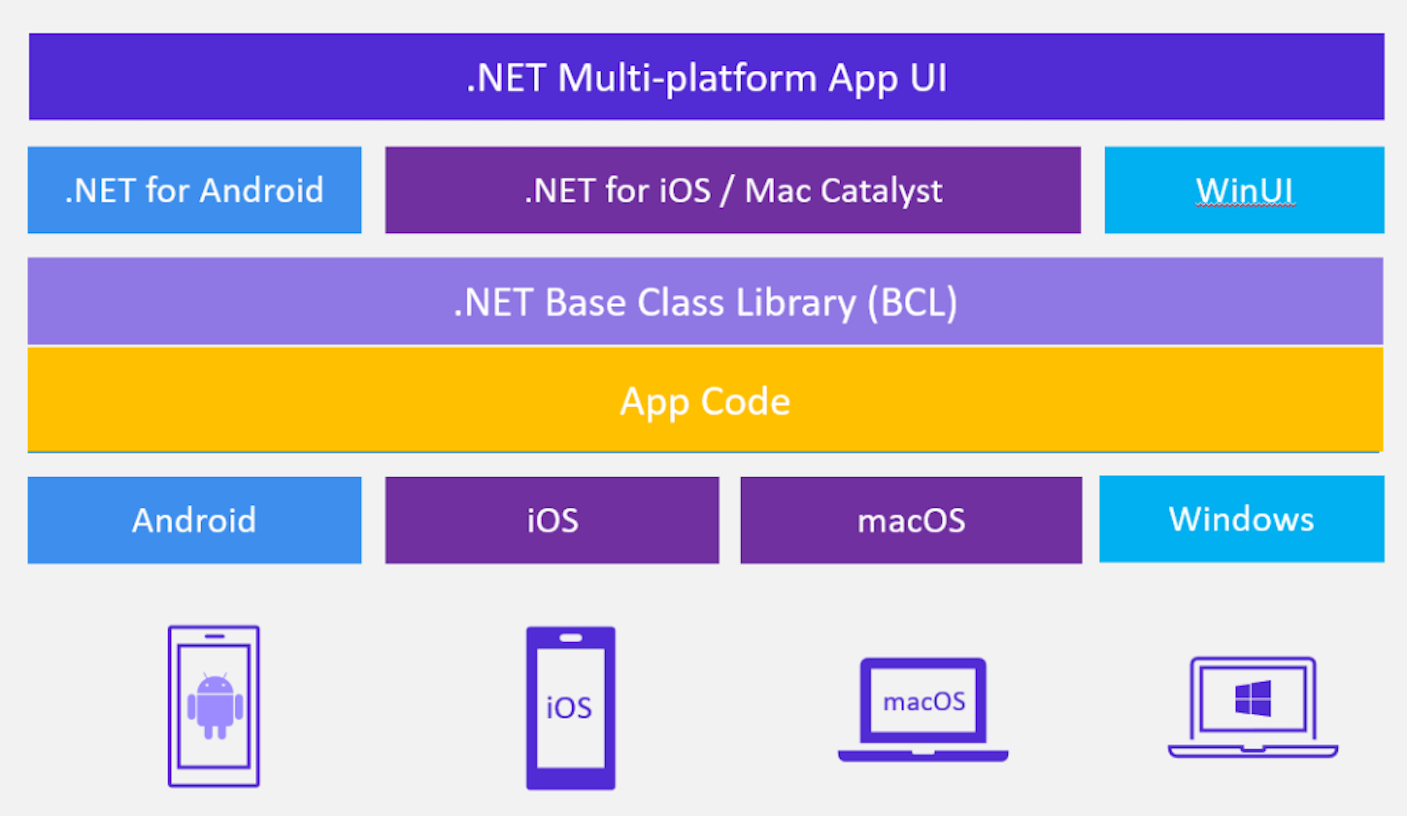 .NET Multi-platform App UI
.NET for Android
.NET for iOS / Mac Catalyst
WinUI
.NET Base Class Library (BCL)
App Code
Android
iOS
macOS
Windows
iOS
macOS